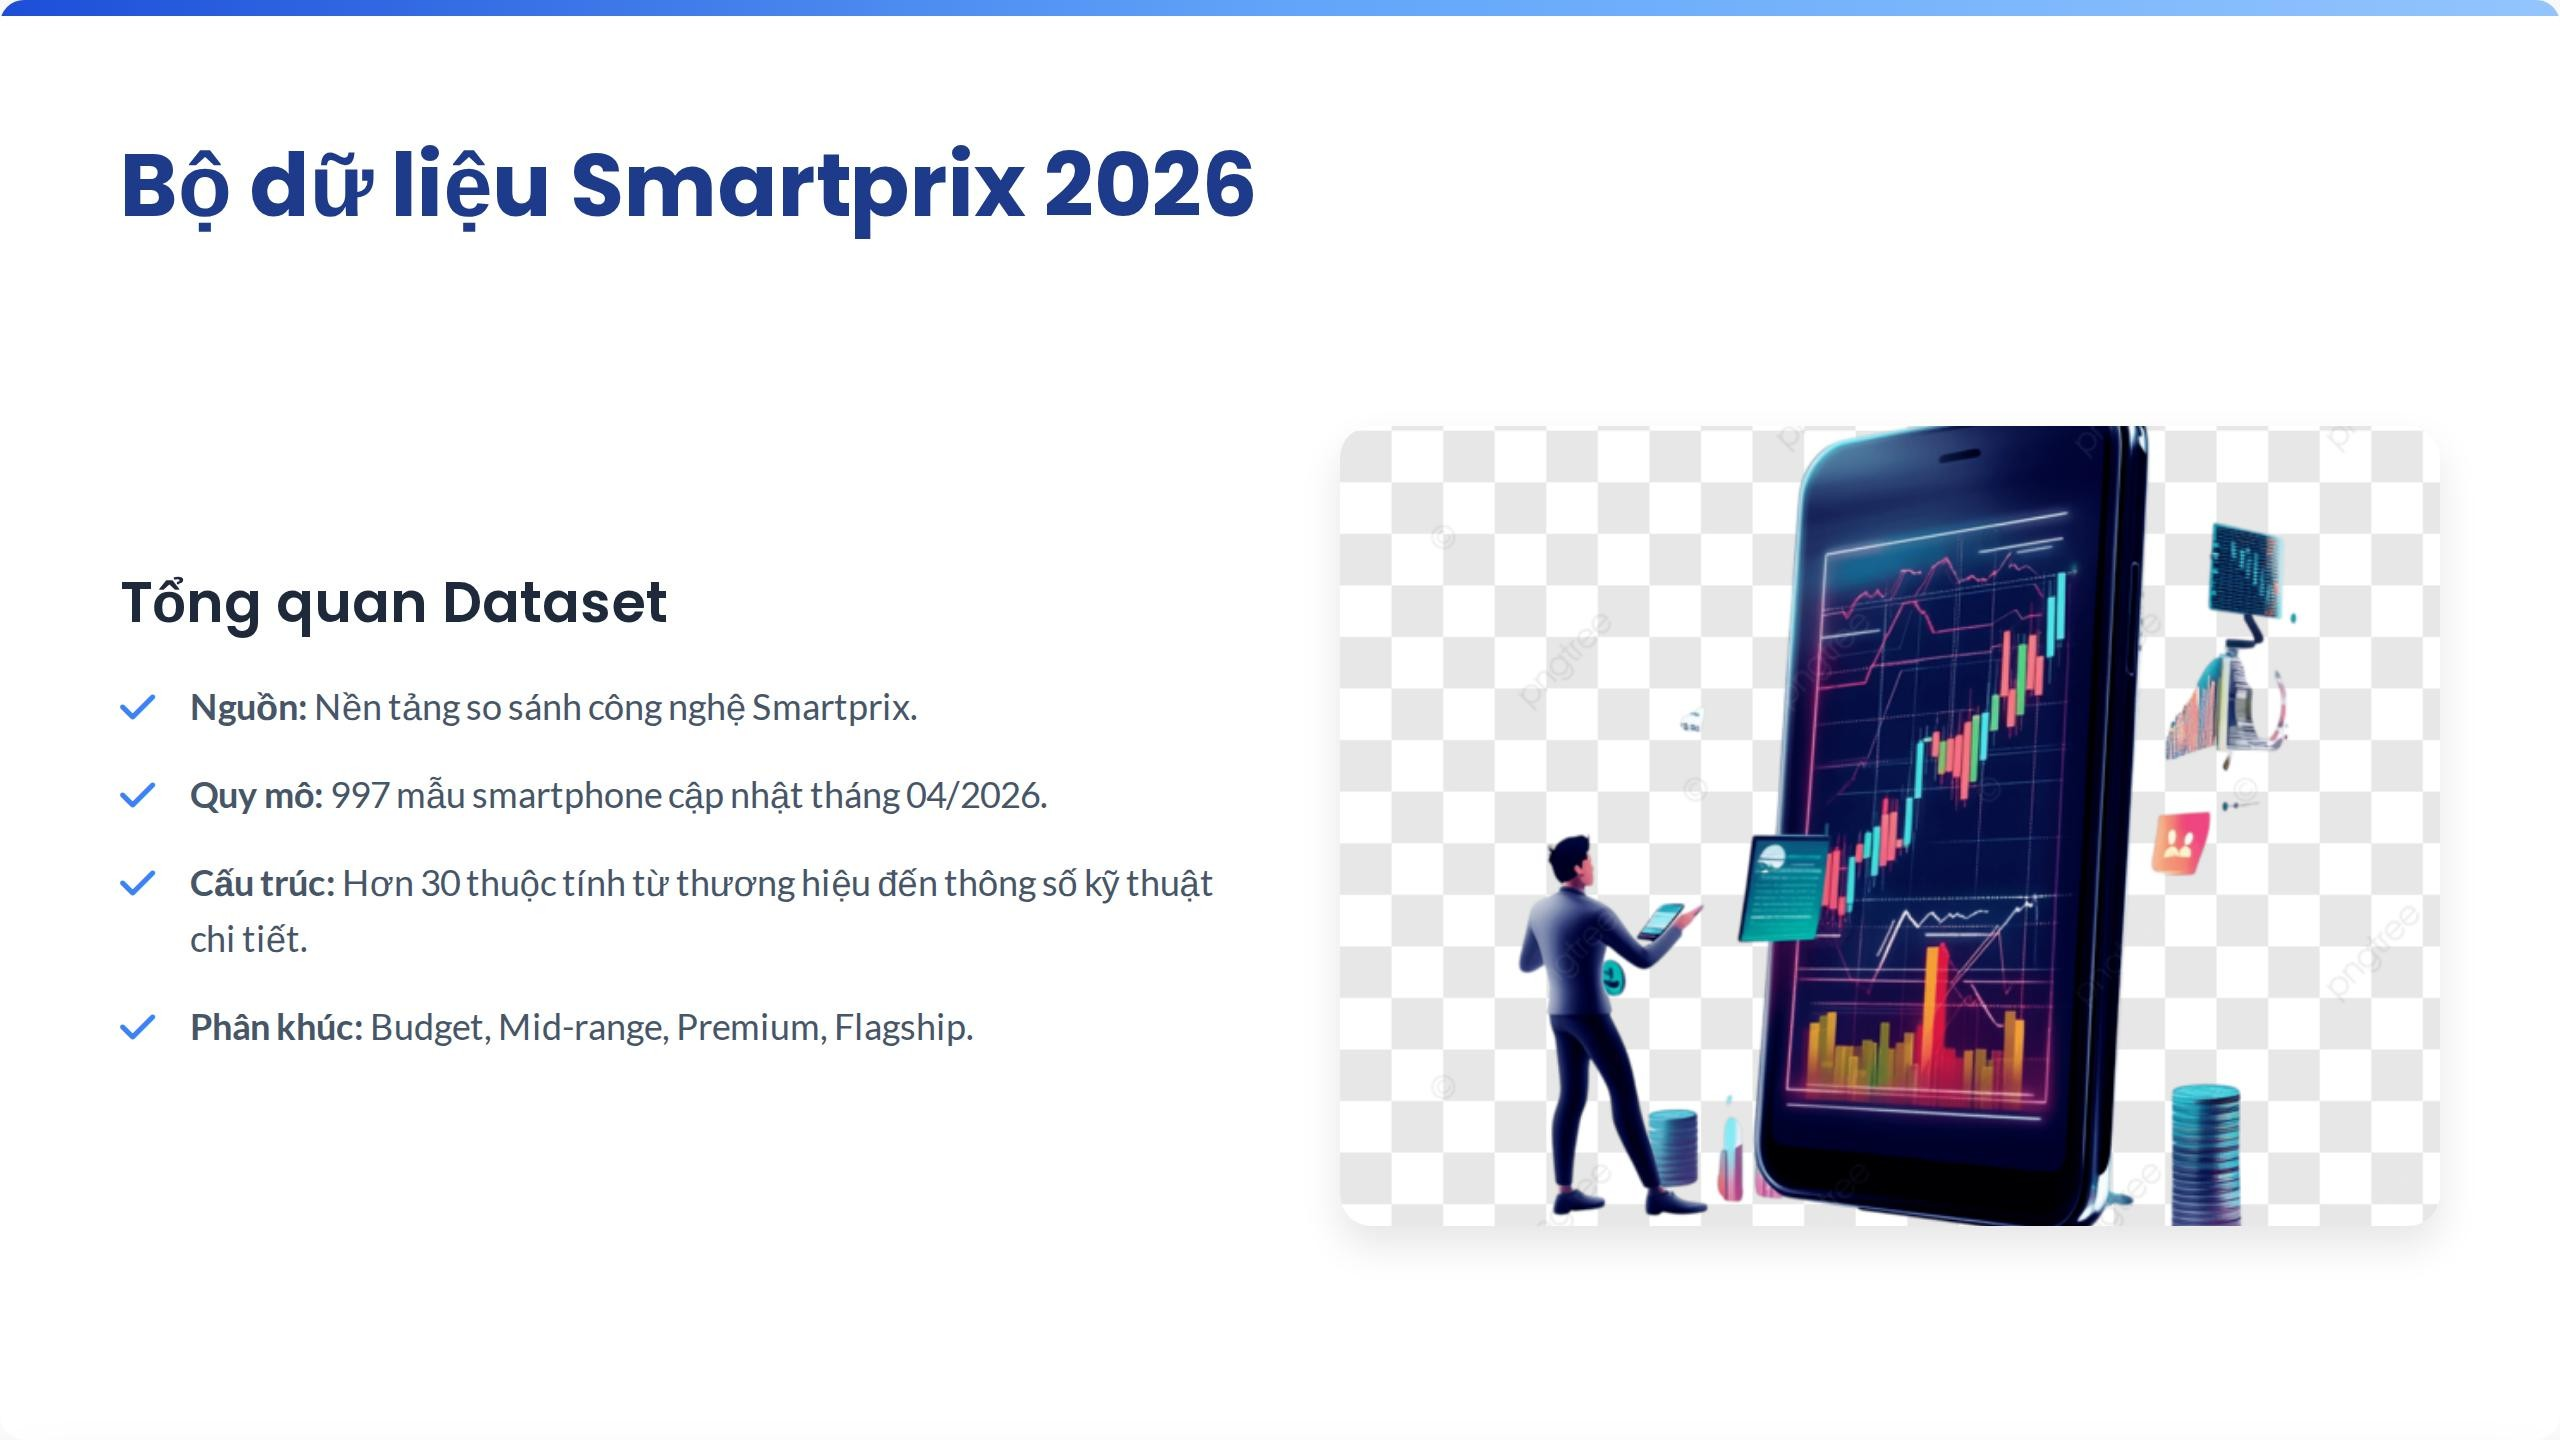 Bộ dữ liệu Smartprix 2026
Tổng quan Dataset
Nguồn: Nền tảng so sánh công nghệ Smartprix.
Quy mô: 997 mẫu smartphone cập nhật tháng 04/2026.
Cấu trúc: Hơn 30 thuộc tính từ thương hiệu đến thông số kỹ thuật
chi tiết.
Phân khúc: Budget, Mid-range, Premium, Flagship.
pngtree
pngtree